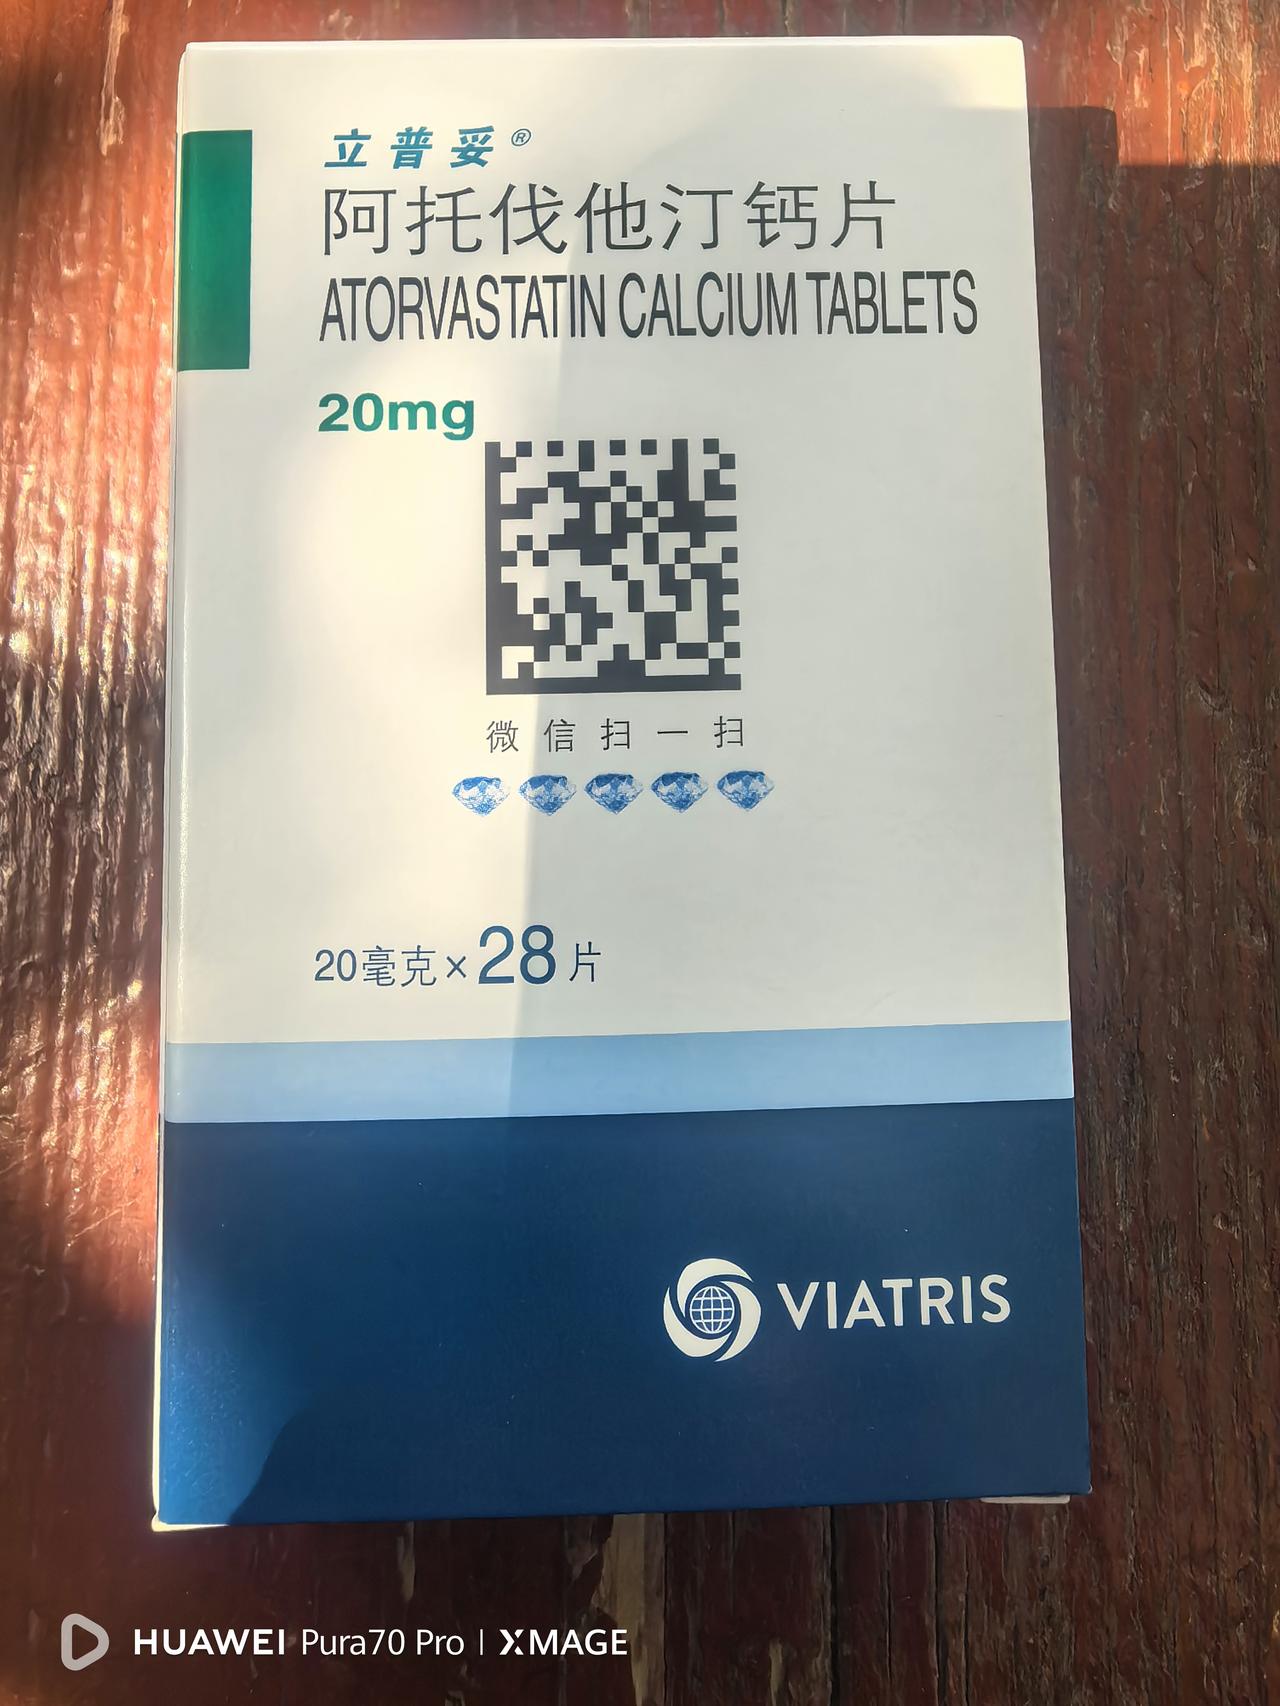 立普妥®
阿托伐他汀钙片
ATORVASTATIN CALCIUM TABLETS
20mg
微信扫一扫
20毫克×28片
VIATRIS
HUAWEI Pura70 Pro | XMAGE